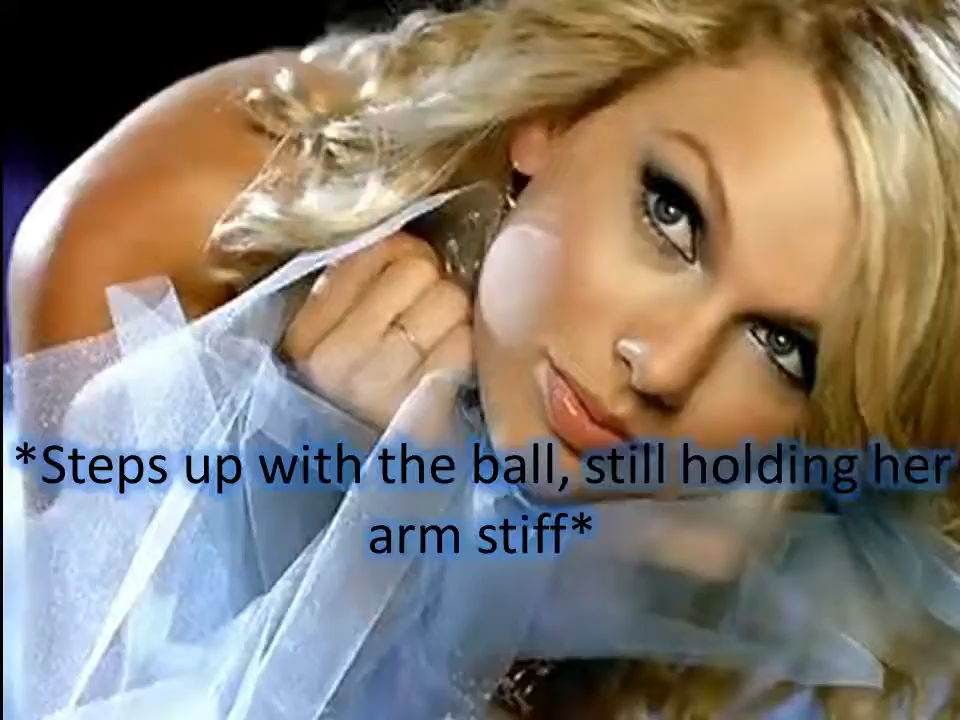 *Steps up with the ball, still holding her
arm stiff*